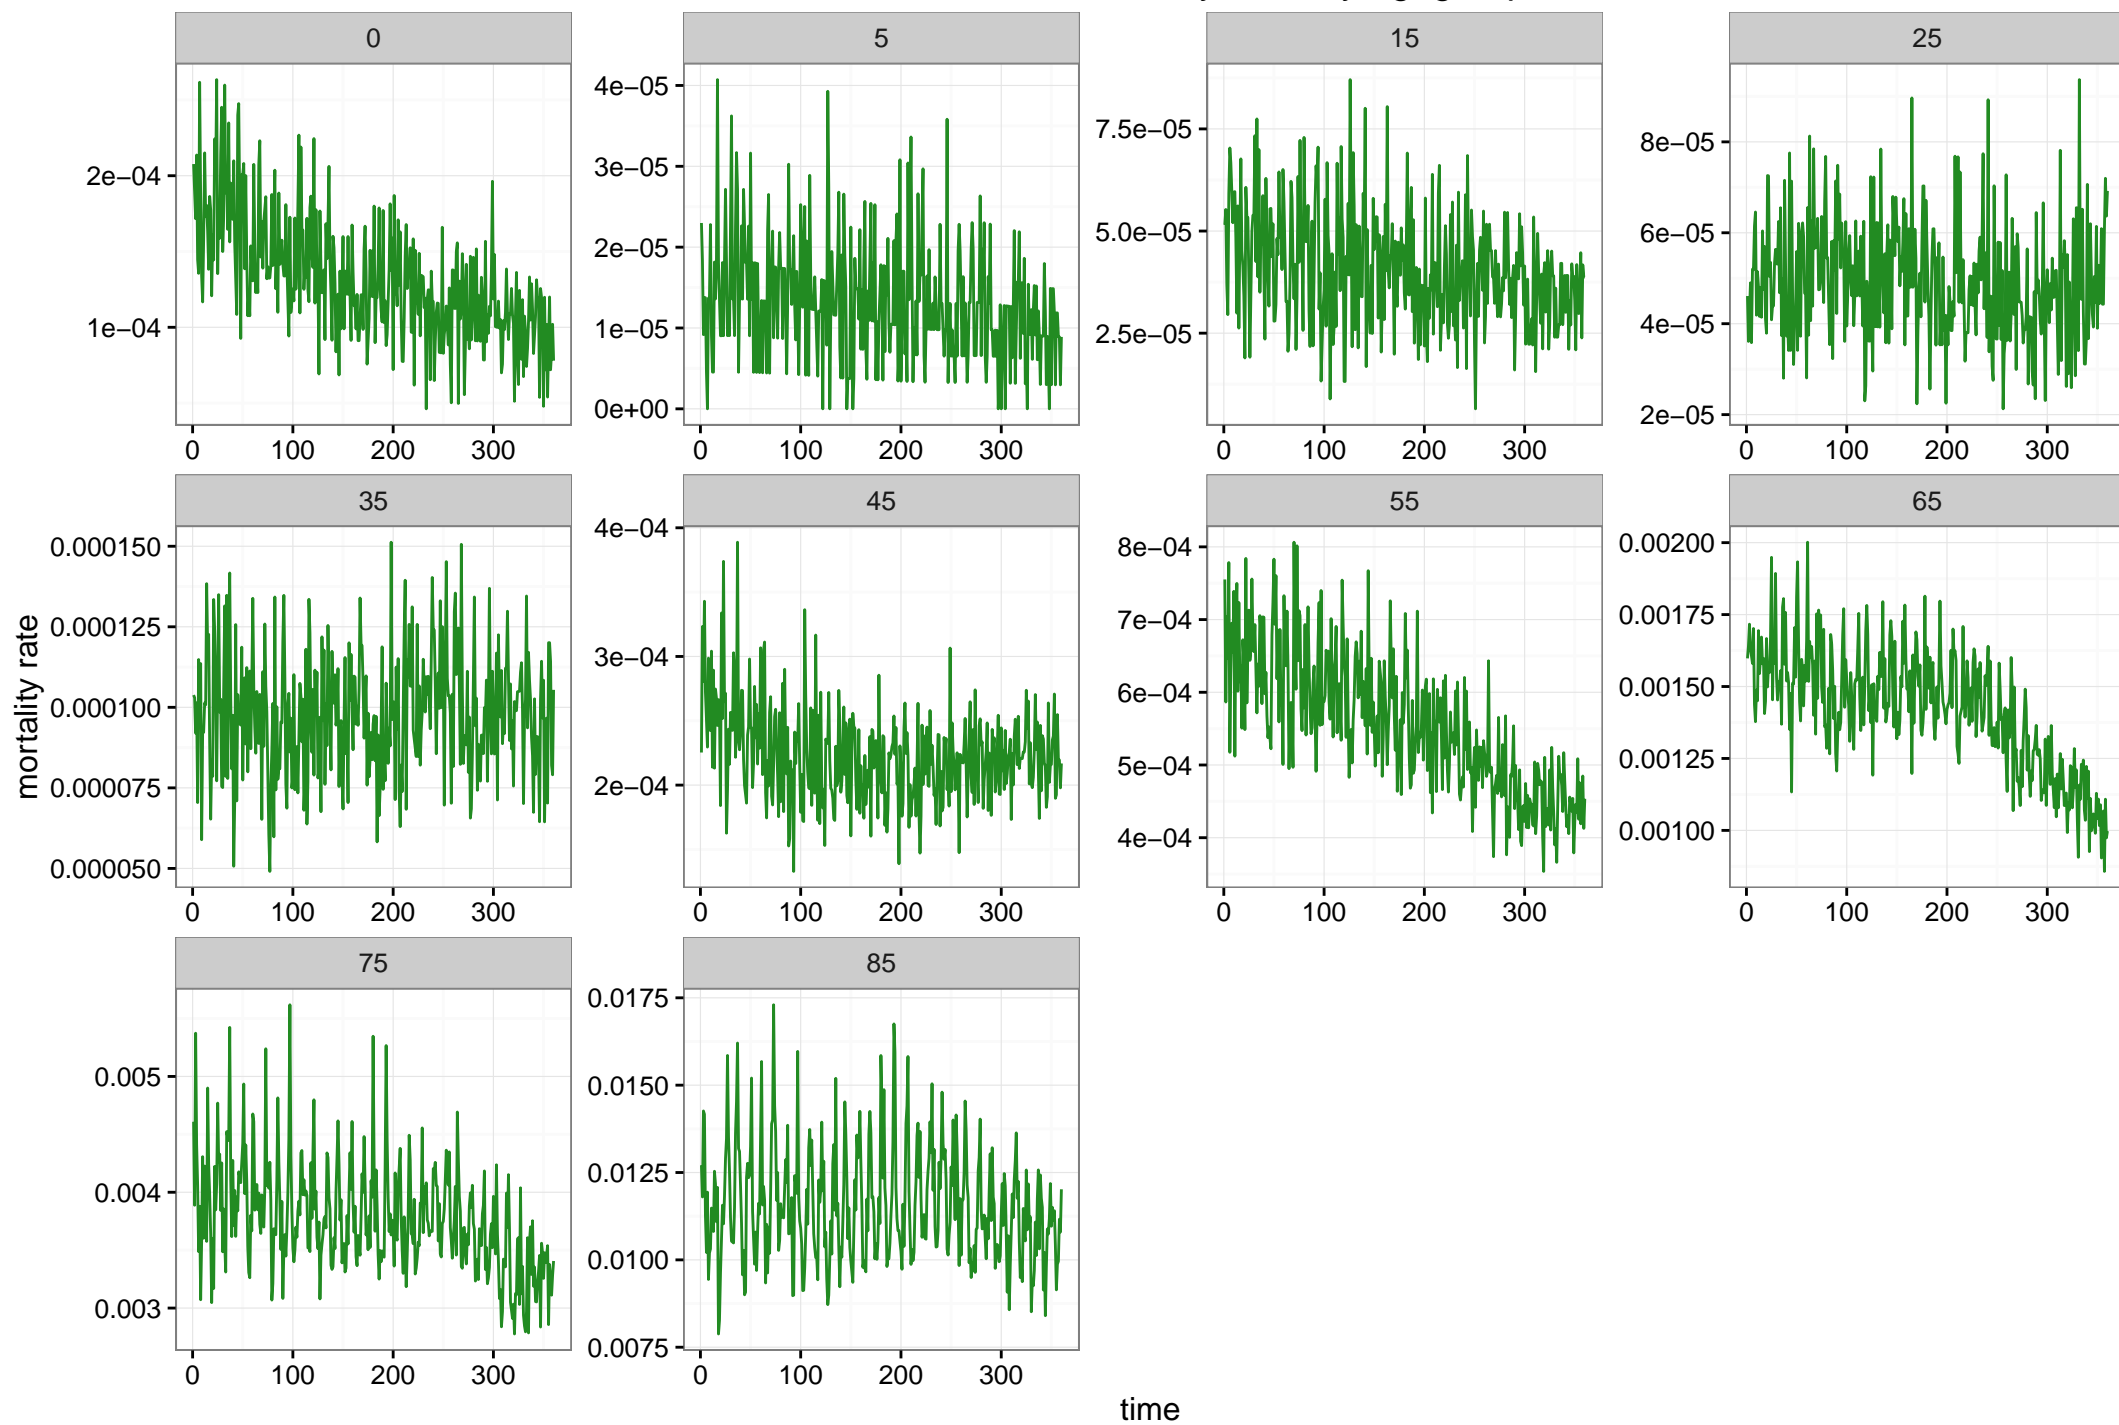 0 5 15 25
2e−04
1e−04
0 100 200 300
4e−05
3e−05
2e−05
1e−05
0e+00
0 100 200 300
7.5e−05
5.0e−05
2.5e−05
0 100 200 300
8e−05
6e−05
4e−05
2e−05
0 100 200 300
mortality rate
35 45 55 65
0.000150
0.000125
0.000100
0.000075
0.000050
0 100 200 300
4e−04
3e−04
2e−04
0 100 200 300
8e−04
7e−04
6e−04
5e−04
4e−04
0 100 200 300
0.00200
0.00175
0.00150
0.00125
0.00100
0 100 200 300
75 85
0.005
0.004
0.003
0 100 200 300
0.0175
0.0150
0.0125
0.0100
0.0075
0 100 200 300
time